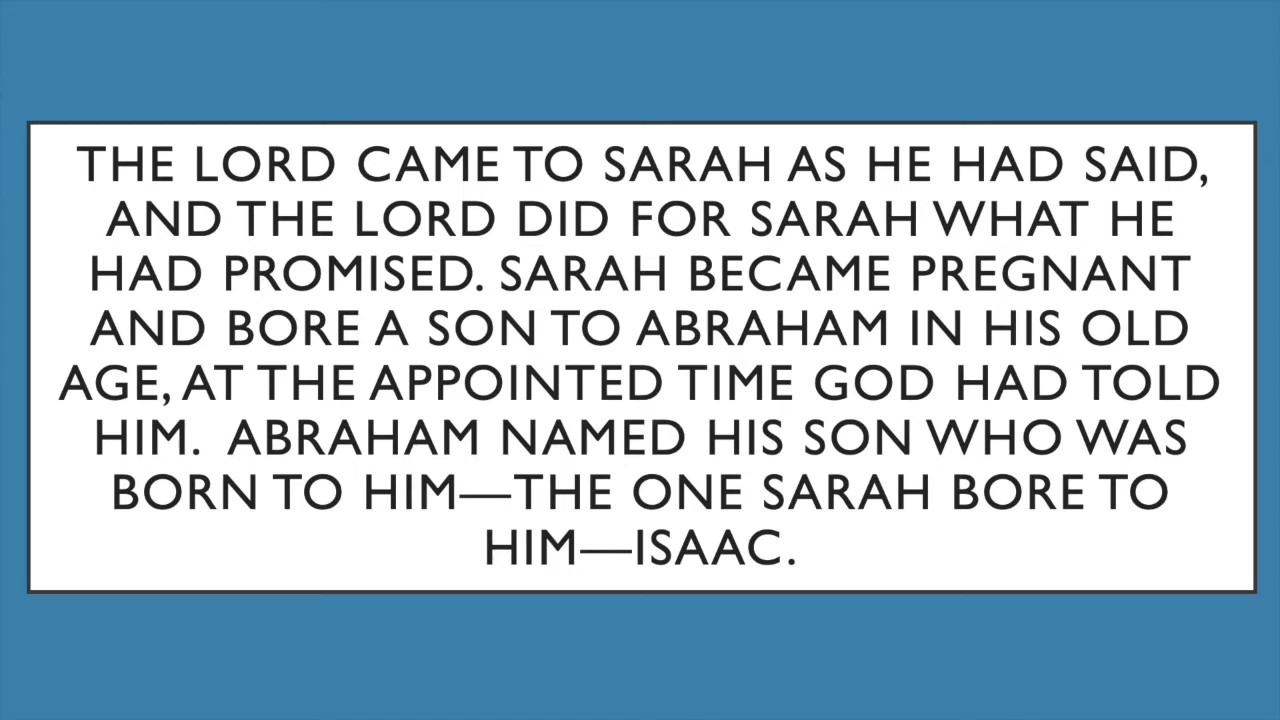 THE LORD CAME TO SARAH AS HE HAD SAID,
AND THE LORD DID FOR SARAH WHAT HE
HAD PROMISED. SARAH BECAME PREGNANT
AND BORE A SON TO ABRAHAM IN HIS OLD
AGE, AT THE APPOINTED TIME GOD HAD TOLD
HIM.  ABRAHAM NAMED HIS SON WHO WAS
BORN TO HIM—THE ONE SARAH BORE TO
HIM—ISAAC.